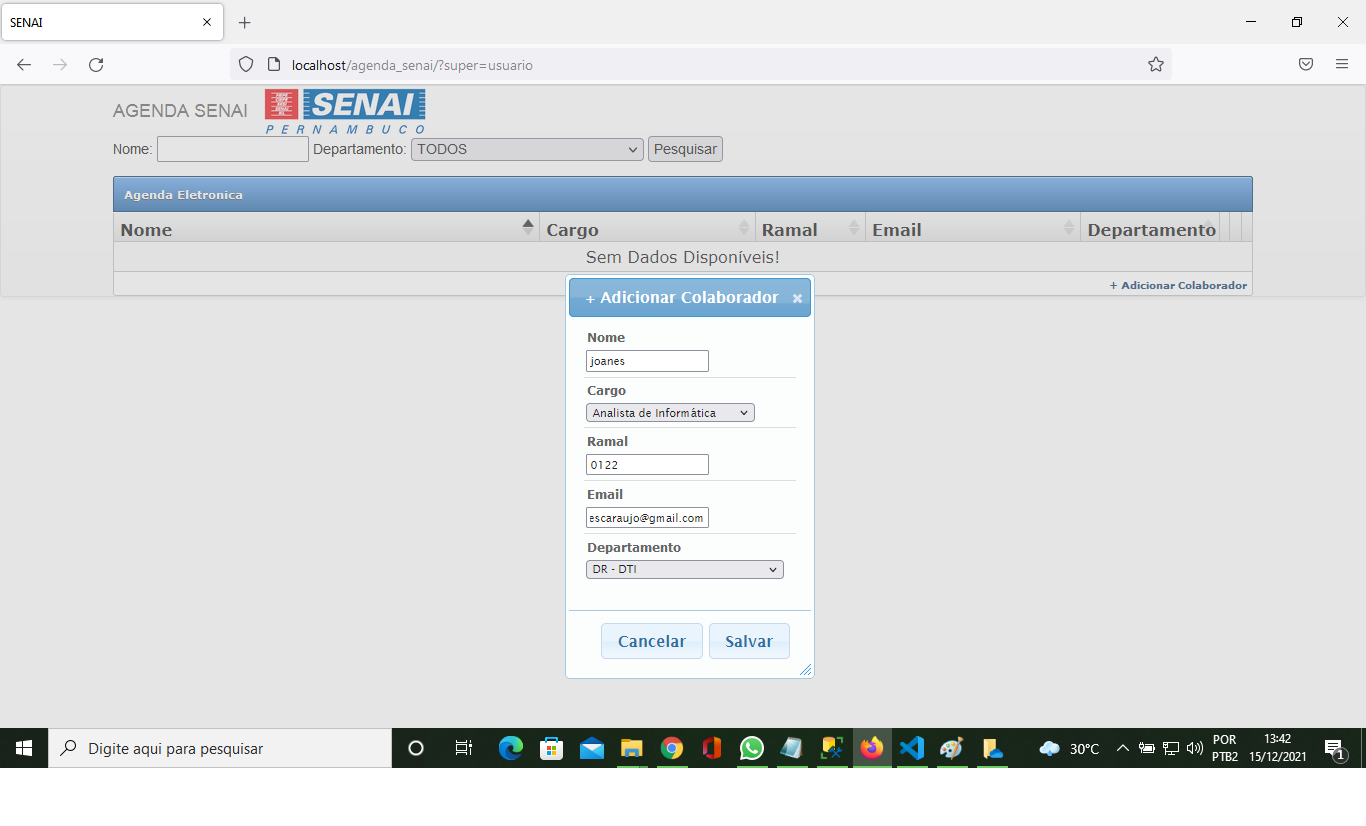 SENAI
localhost/agenda_senai/?super=usuario
AGENDA SENAI
SENAI
PERNAMBUCO
Nome: Departamento: TODOS Pesquisar
Agenda Eletronica
Nome Cargo Ramal Email Departamento
Sem Dados Disponíveis!
+ Adicionar Colaborador
+ Adicionar Colaborador
Nome
joanes
Cargo
Analista de Informática
Ramal
0122
Email
escaraujo@gmail.com
Departamento
DR - DTI
Cancelar Salvar
Digite aqui para pesquisar
30°C
POR
PTB2
13:42
15/12/2021
1